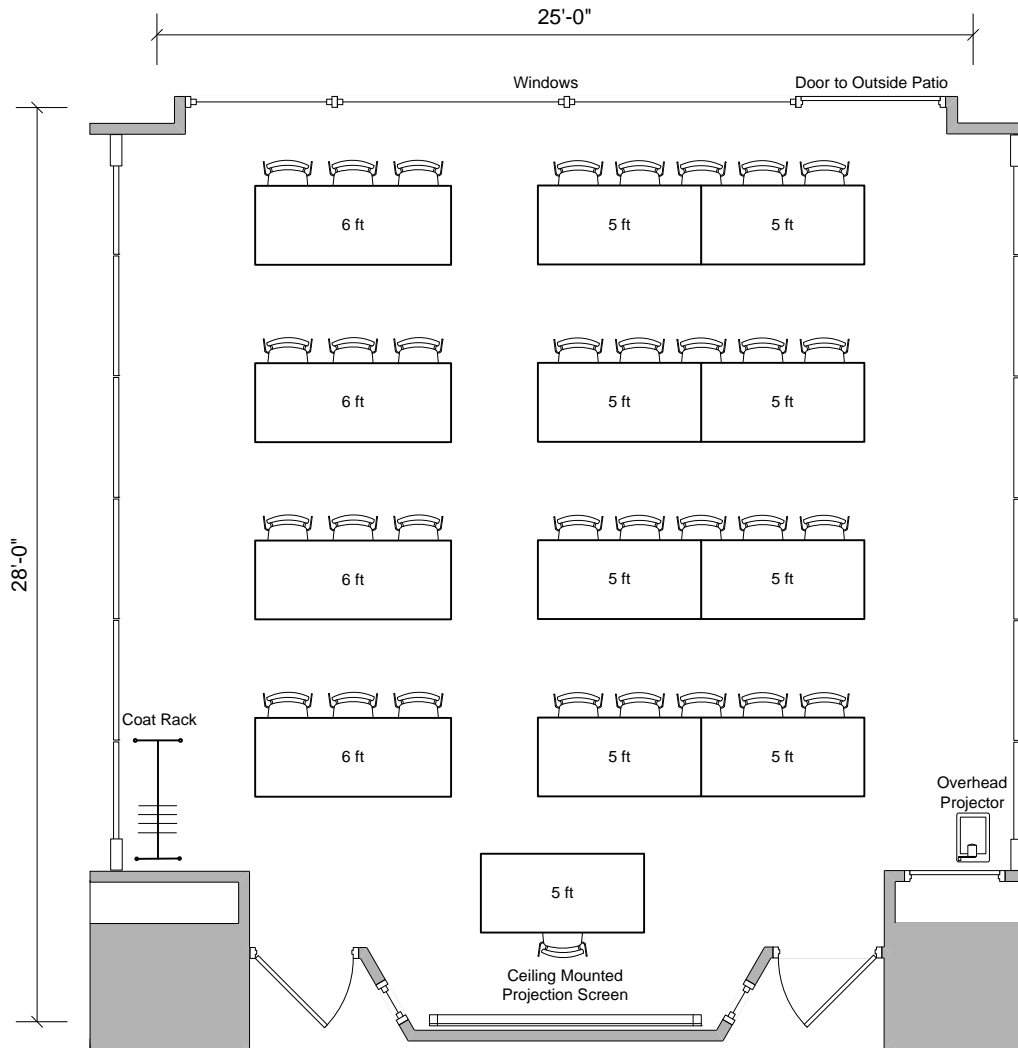 25'-0"
Windows
Door to Outside Patio
6 ft
5 ft
5 ft
6 ft
5 ft
5 ft
28'-0"
6 ft
5 ft
5 ft
Coat Rack
6 ft
5 ft
5 ft
Overhead
Projector
5 ft
Ceiling Mounted
Projection Screen